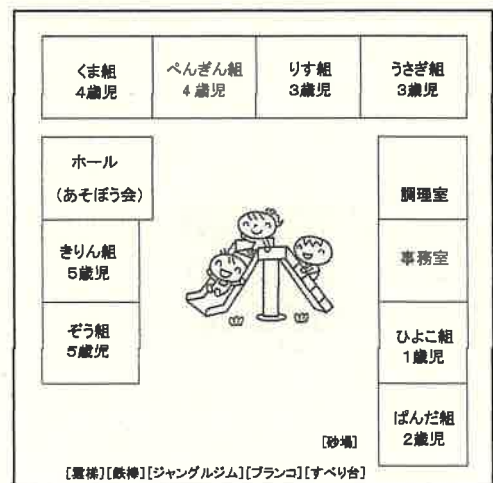 くま組
4歳児
ぺんぎん組
4歳児
りす組
3歳児
うさぎ組
3歳児
ホール
(あそぼう会)
調理室
きりん組
5歳児
事務室
ぞう組
5歳児
ひよこ組
1歳児
ぱんだ組
2歳児
[砂場]
[雲梯][鉄棒][ジャングルジム][ブランコ][すべり台]